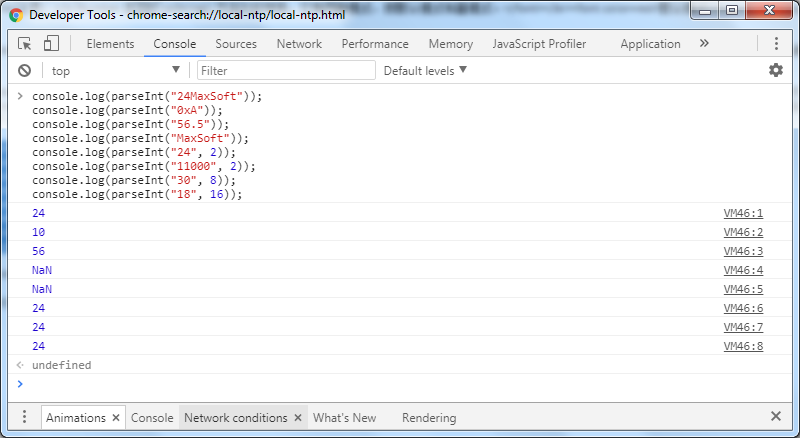 Developer Tools - chrome-search://local-ntp/local-ntp.html
Elements Console Sources Network Performance Memory JavaScript Profiler Application »
top Filter Default levels
> console.log(parseInt("24MaxSoft"));
console.log(parseInt("0xA"));
console.log(parseInt("56.5"));
console.log(parseInt("MaxSoft"));
console.log(parseInt("24", 2));
console.log(parseInt("11000", 2));
console.log(parseInt("30", 8));
console.log(parseInt("18", 16));
24 VM46:1
10 VM46:2
56 VM46:3
NaN VM46:4
NaN VM46:5
24 VM46:6
24 VM46:7
24 VM46:8
undefined
>
Animations × Console Network conditions × What's New Rendering